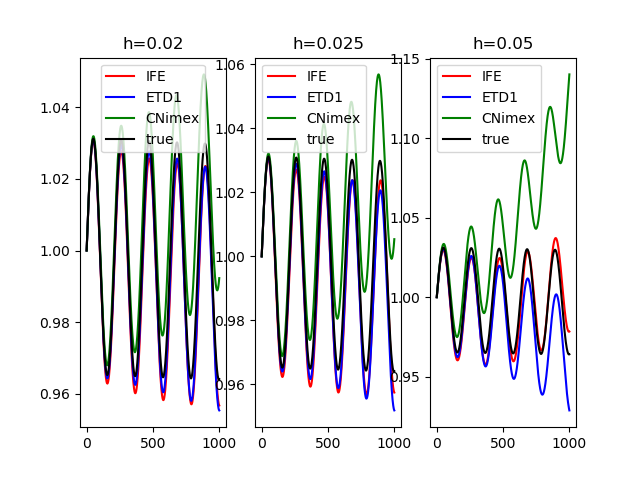 h=0.02
IFE
ETD1
CNimex
true
1.04
1.02
1.00
0.98
0.96
0
500
1000
h=0.025
IFE
ETD1
CNimex
true
1.06
1.04
1.02
1.00
0.98
0.96
0
500
1000
h=0.05
IFE
ETD1
CNimex
true
1.15
1.10
1.05
1.00
0.95
0
500
1000